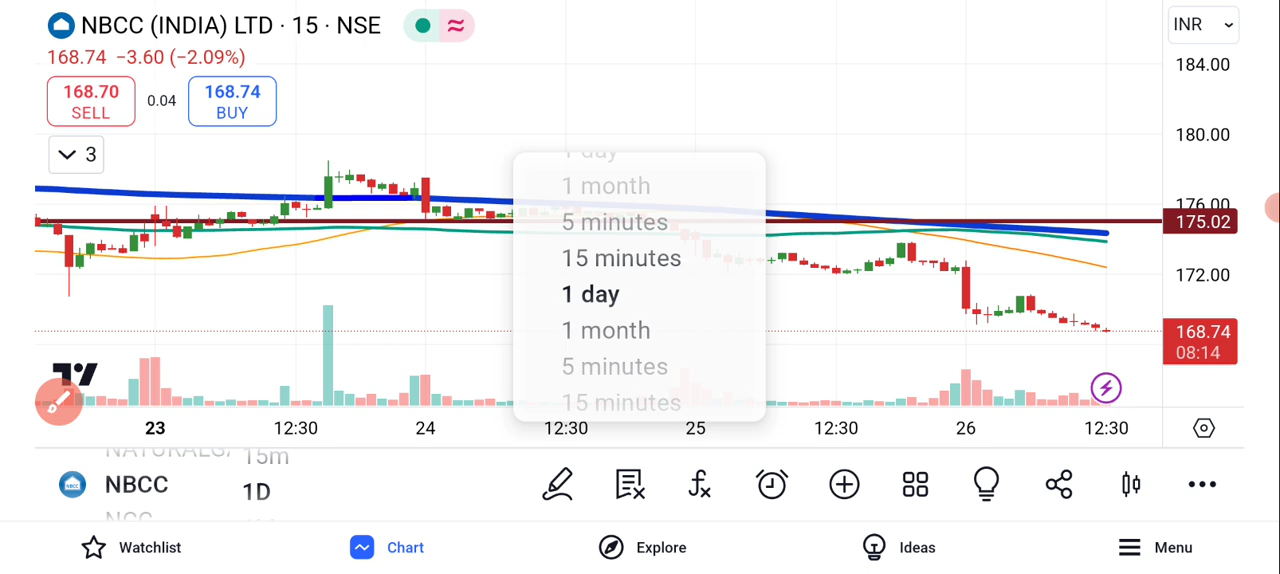 NBCC (INDIA) LTD · 15 · NSE
INR
168.74 −3.60 (−2.09%)
184.00
168.70
SELL
0.04
168.74
BUY
180.00
3
1 day
1 month
176.00
5 minutes
175.02
15 minutes
172.00
1 day
1 month
168.74
08:14
5 minutes
15 minutes
23
12:30
24
12:30
25
12:30
26
12:30
15m
NBCC
1D
Watchlist
Chart
Explore
Ideas
Menu